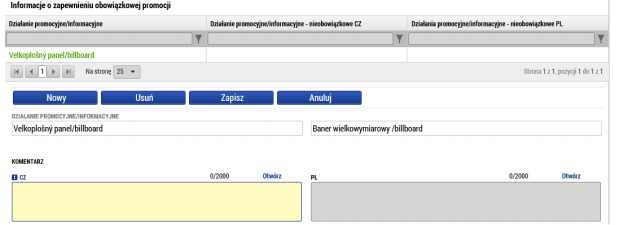 Informacje o zapewnieniu obowiązkowej promocji
Działanie promocyjne/informacyjne Działanie promocyjne/informacyjne - nieobowiązkowe CZ Działania promocyjne/informacyjne - nieobowiązkowe PL
Velkoplošný panel/billboard
1 Na stronę 25 Strona 1 z 1, pozycji 1 do 1 z 1
Nowy Usuń Zapisz Anuluj
DZIAŁANIE PROMOCYJNE/INFORMACYJNE
Velkoplošný panel/billboard Baner wielkowymiarowy /billboard
KOMENTARZ
CZ 0/2000 Otwórz PL 0/2000 Otwórz